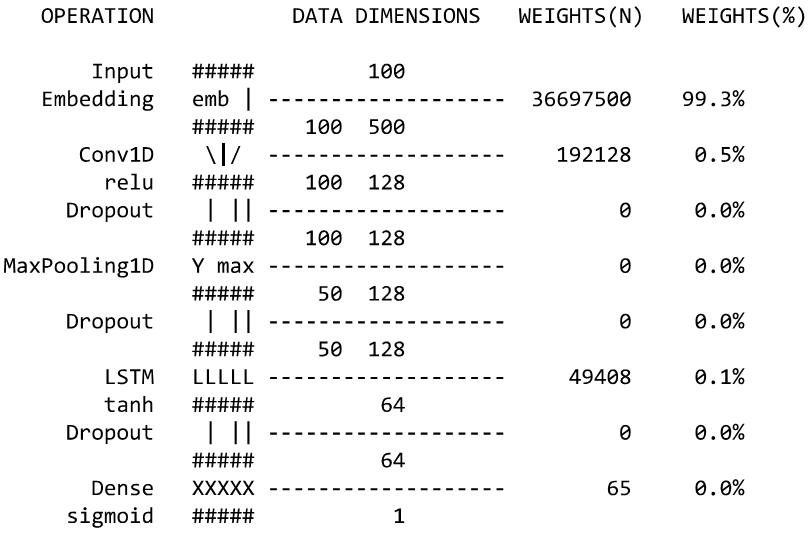 OPERATION           DATA DIMENSIONS   WEIGHTS(N)   WEIGHTS(%)
Input   #####         100
Embedding   emb | -------------------  36697500    99.3%
#####    100  500
Conv1D    \|/  -------------------    192128     0.5%
relu   #####    100  128
Dropout    | || -------------------         0     0.0%
#####    100  128
MaxPooling1D   Y max -------------------         0     0.0%
#####     50  128
Dropout    | || -------------------         0     0.0%
#####     50  128
LSTM   LLLLL -------------------     49408     0.1%
tanh   #####          64
Dropout    | || -------------------         0     0.0%
#####          64
Dense   XXXXX -------------------        65     0.0%
sigmoid   #####           1